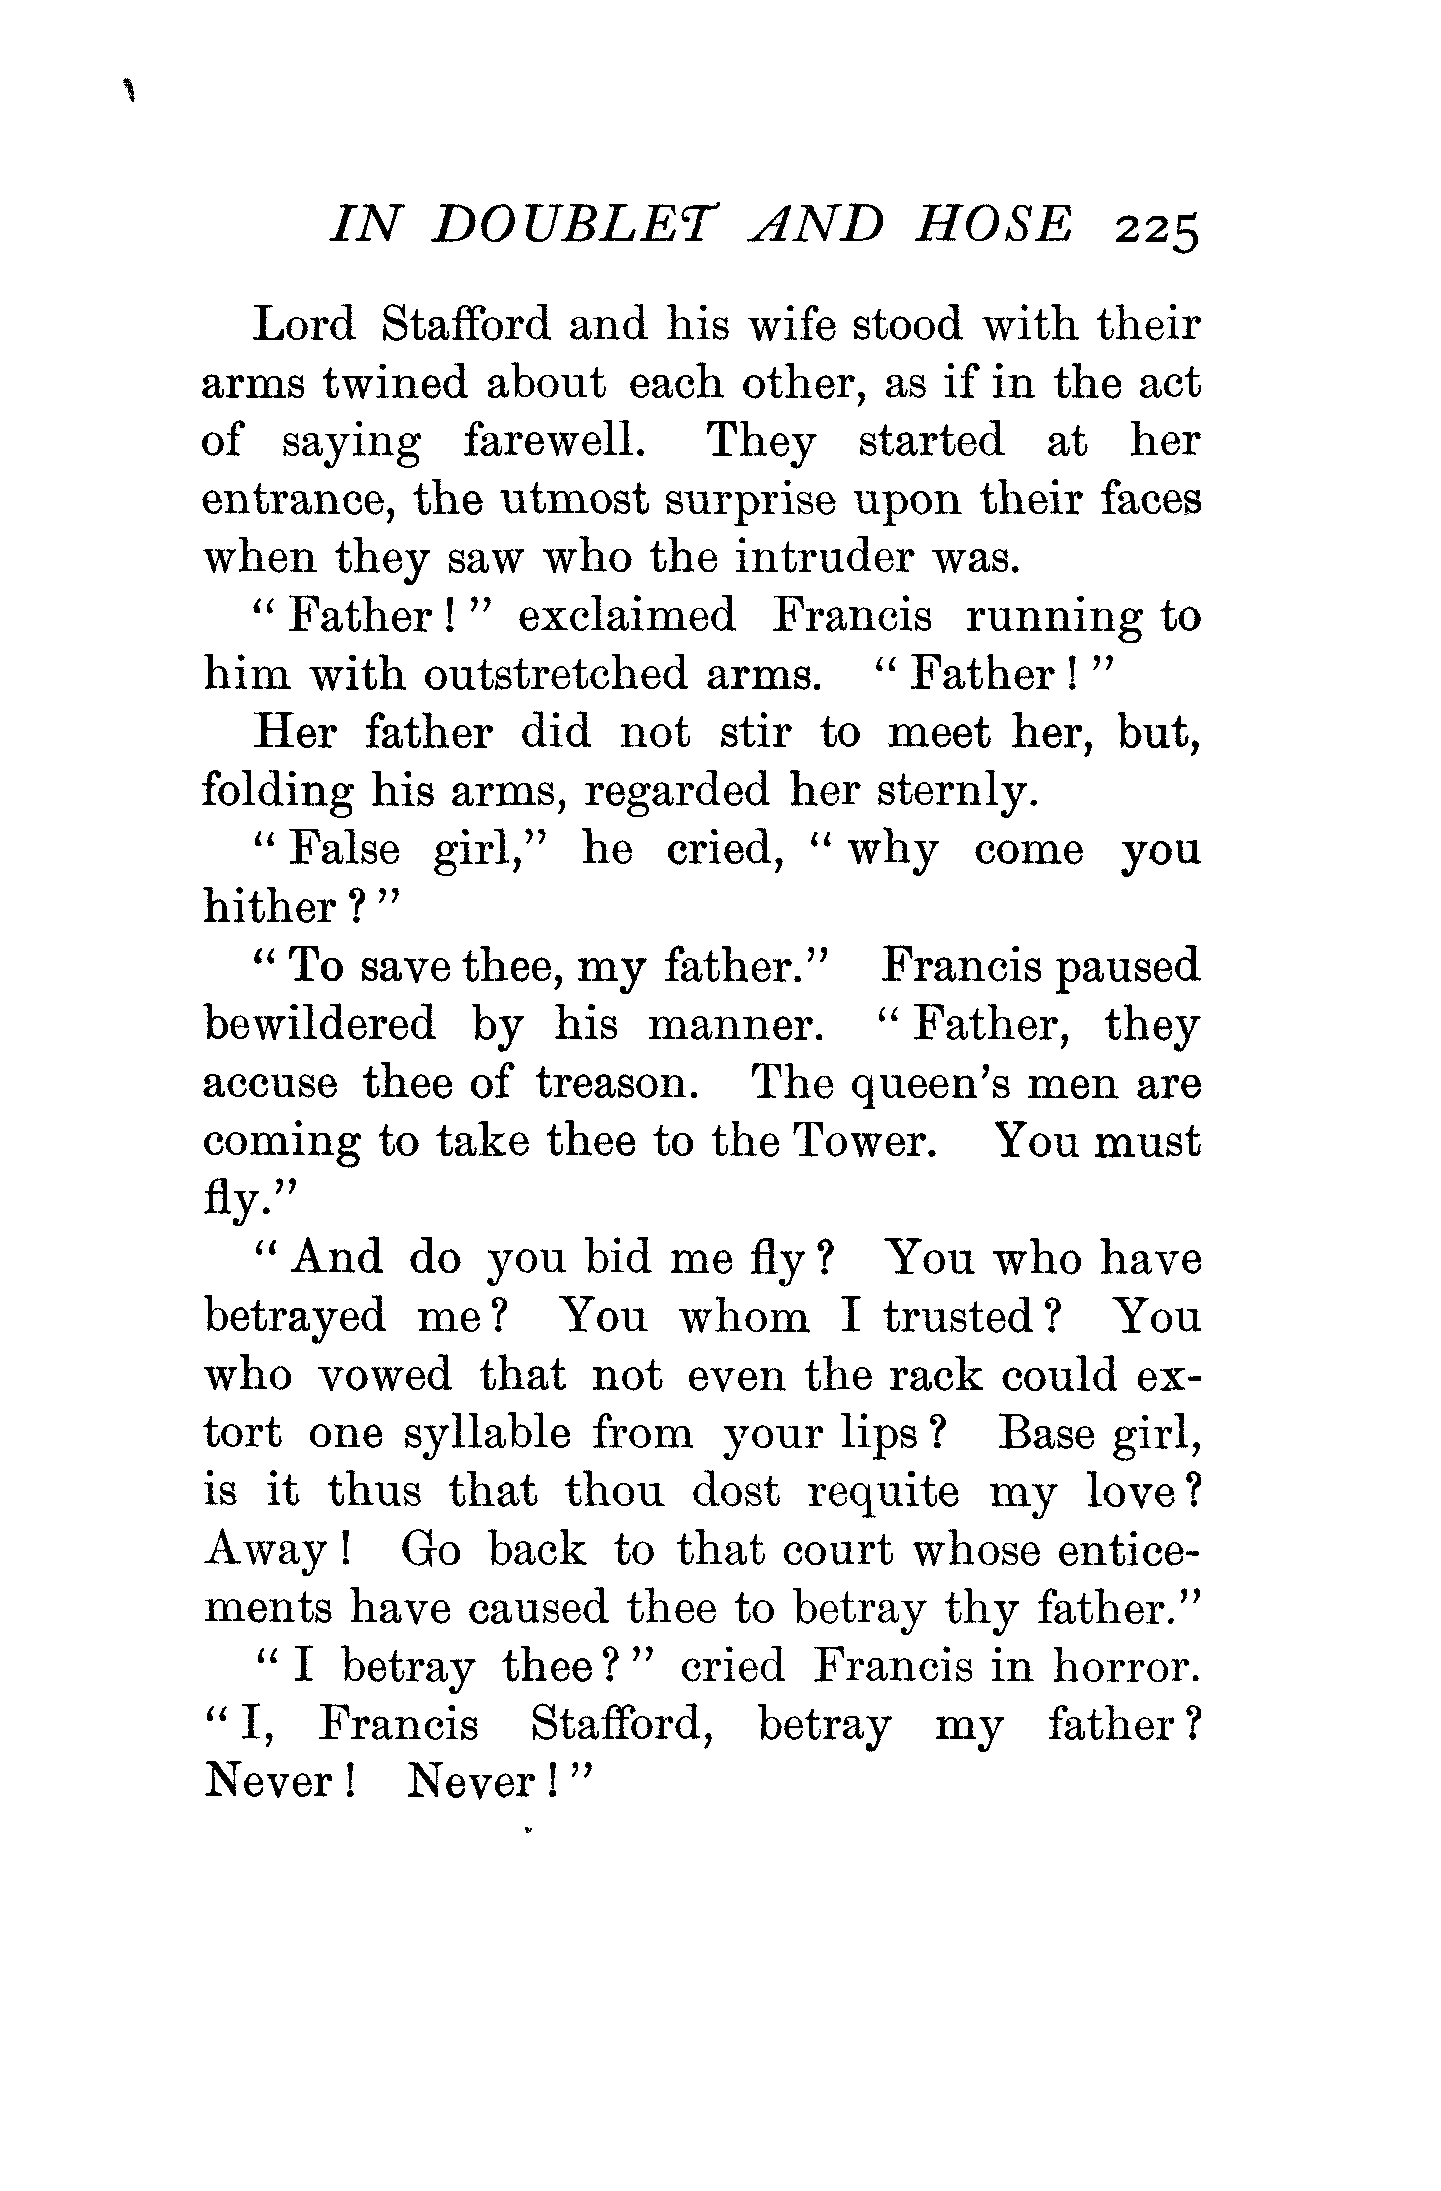 IN DOUBLET AND HOSE 225
Lord Stafford and his wife stood with their
arms twined about each other, as if in the act
of saying farewell. They started at her
entrance, the utmost surprise upon their faces
when they saw who the intruder was.
“ Father ! ” exclaimed Francis running to
him with outstretched arms. “ Father ! ”
Her father did not stir to meet her, but,
folding his arms, regarded her sternly.
“ False girl,” he cried, “ why come you
hither ? ”
“ To save thee, my father.” Francis paused
bewildered by his manner. “ Father, they
accuse thee of treason. The queen’s men are
coming to take thee to the Tower. You must
fly.”
“ And do you bid me fly ? You who have
betrayed me ? You whom I trusted ? You
who vowed that not even the rack could ex-
tort one syllable from your lips ? Base girl,
is it thus that thou dost requite my love ?
Away ! Go back to that court whose entice-
ments have caused thee to betray thy father.”
“ I betray thee ? ” cried Francis in horror.
“ I, Francis Stafford, betray my father ?
Never ! Never ! ”